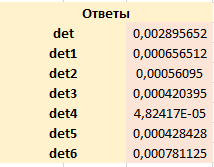 Ответы
det 0,002895652
det1 0,000656512
det2 0,00056095
det3 0,000420395
det4 4,82417E-05
det5 0,000428428
det6 0,000781125